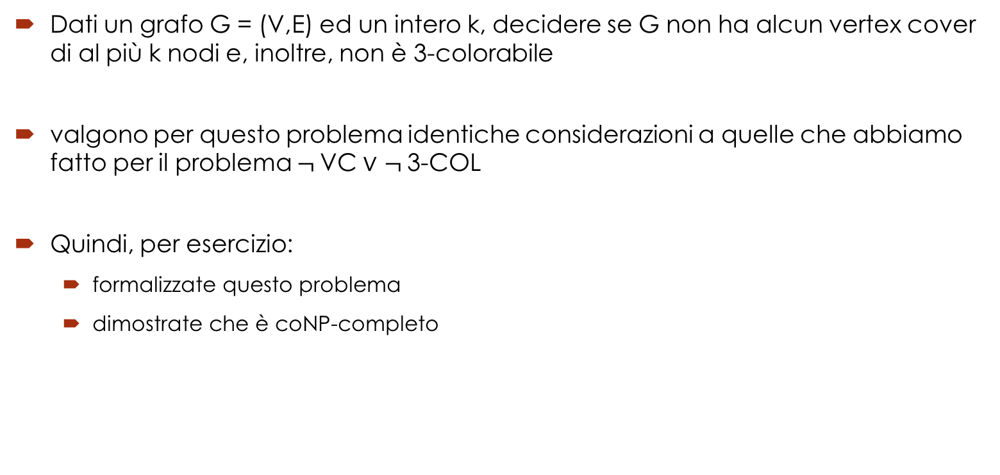 Dati un grafo G = (V,E) ed un intero k, decidere se G non ha alcun vertex cover
di al più k nodi e, inoltre, non è 3-colorabile
valgono per questo problema identiche considerazioni a quelle che abbiamo
fatto per il problema ¬ VC ∨ ¬ 3-COL
Quindi, per esercizio:
formalizzate questo problema
dimostrate che è coNP-completo